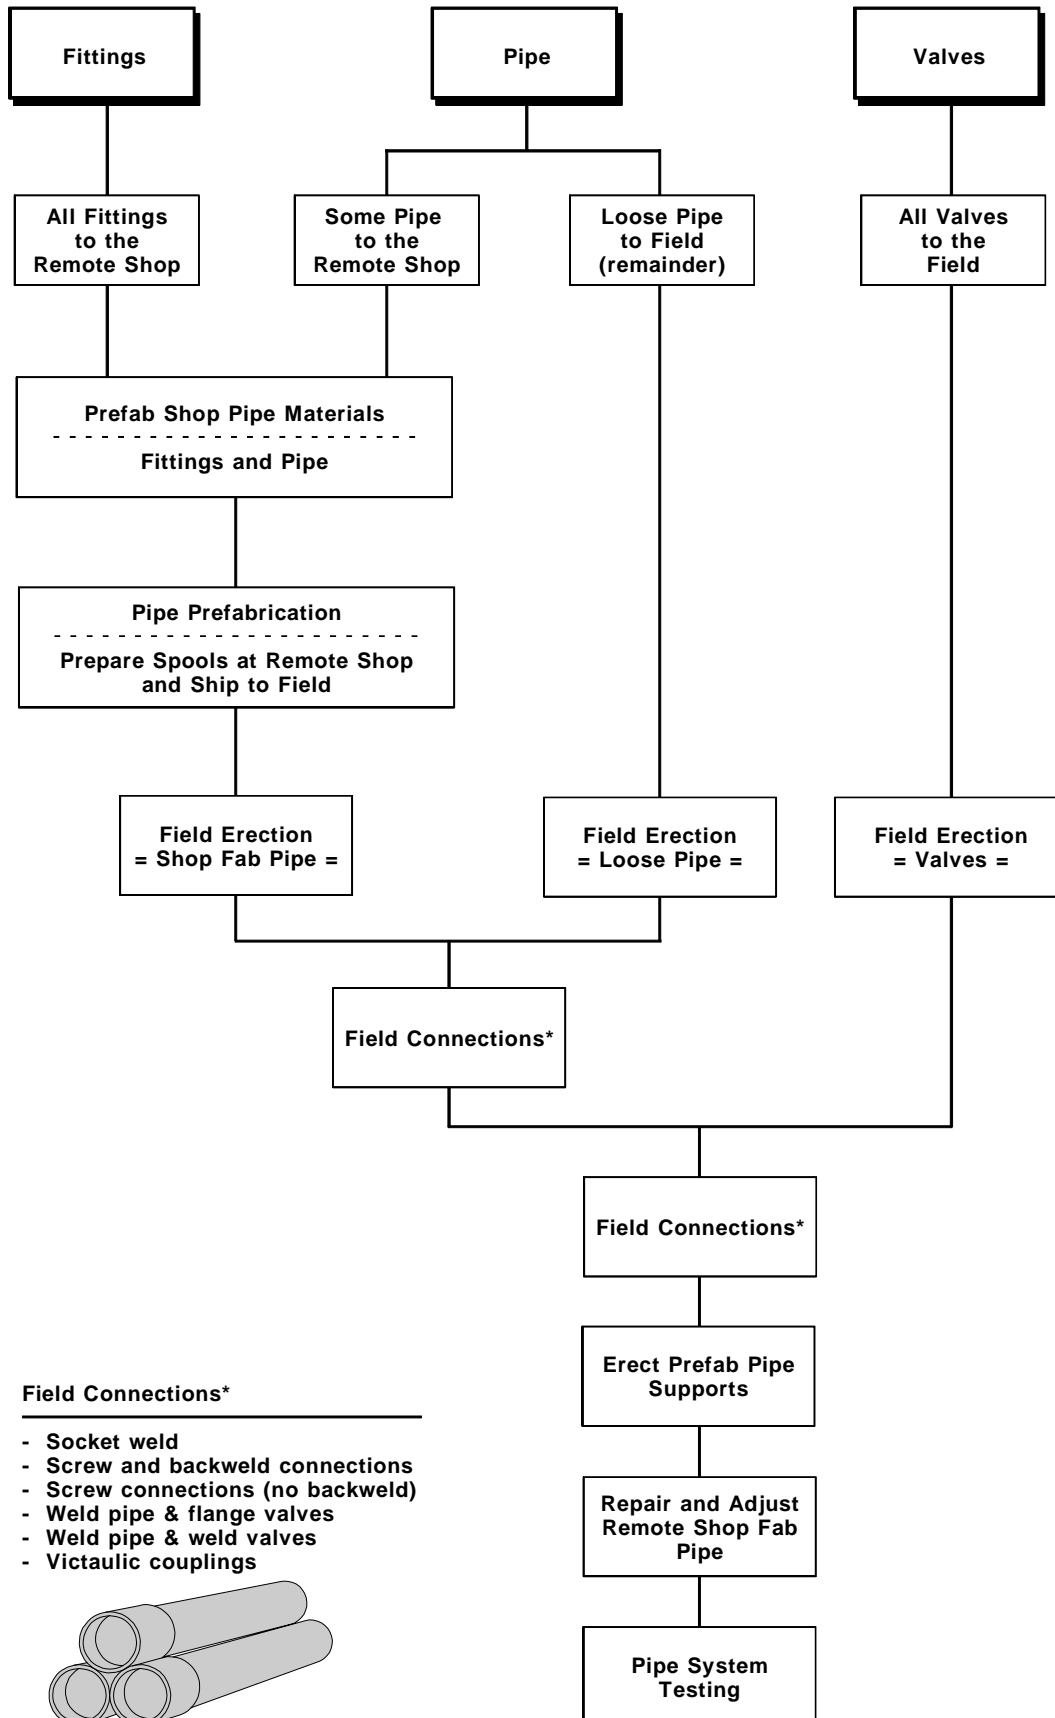 Fittings
Pipe
Valves
All Fittings
to the
Remote Shop
Some Pipe
to the
Remote Shop
Loose Pipe
to Field
(remainder)
All Valves
to the
Field
Prefab Shop Pipe Materials
- - - - - - - - - - - - - - - - - - - - - - - -
Fittings and Pipe
Pipe Prefabrication
- - - - - - - - - - - - - - - - - - - - - - - -
Prepare Spools at Remote Shop
and Ship to Field
Field Erection
= Shop Fab Pipe =
Field Erection
= Loose Pipe =
Field Erection
= Valves =
Field Connections*
Field Connections*
Erect Prefab Pipe
Supports
Repair and Adjust
Remote Shop Fab
Pipe
Pipe System
Testing
Field Connections*
- Socket weld
- Screw and backweld connections
- Screw connections (no backweld)
- Weld pipe & flange valves
- Weld pipe & weld valves
- Victaulic couplings